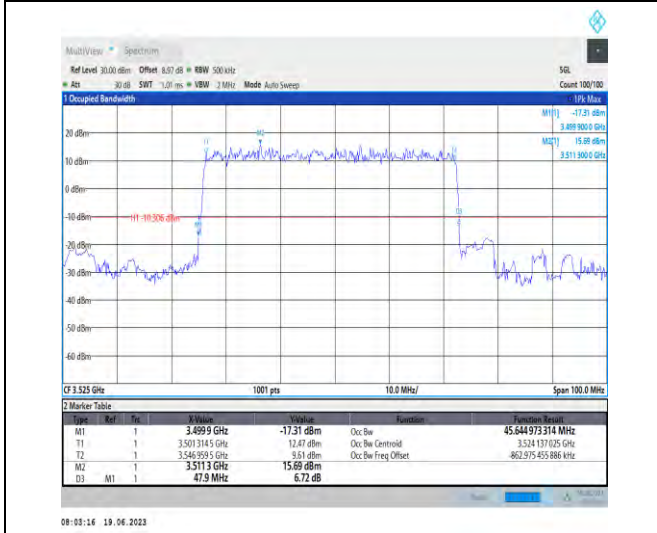 MultiView Spectrum
Ref Level 30.00 dBm Offset 8.97 dB RBW 500 kHz SGL
Att 30 dB SWT 1.01 ms VBW 2 MHz Mode Auto Sweep Count 100/100
1 Occupied Bandwidth 1Pk Max
M1[1] -17.31 dBm
3.499 900 0 GHz
M2[1] 15.69 dBm
3.511 300 0 GHz
20 dBm
10 dBm
0 dBm
-10 dBm H1 -10.306 dBm
-20 dBm
-30 dBm
-40 dBm
-50 dBm
-60 dBm
T1
M2
D3
CF 3.525 GHz 1001 pts 10.0 MHz/ Span 100.0 MHz
2 Marker Table
Type Ref Trc X-Value Y-Value Function Function Result
M1 1 3.4999 GHz -17.31 dBm Occ Bw 45.644 973 314 MHz
T1 1 3.501 314 5 GHz 12.47 dBm Occ Bw Centroid 3.524 137 025 GHz
T2 1 3.546 959 5 GHz 9.61 dBm Occ Bw Freq Offset -862.975 455 886 kHz
M2 1 3.5113 GHz 15.69 dBm
D3 M1 1 47.9 MHz 6.72 dB
08:03:16 19.06.2023